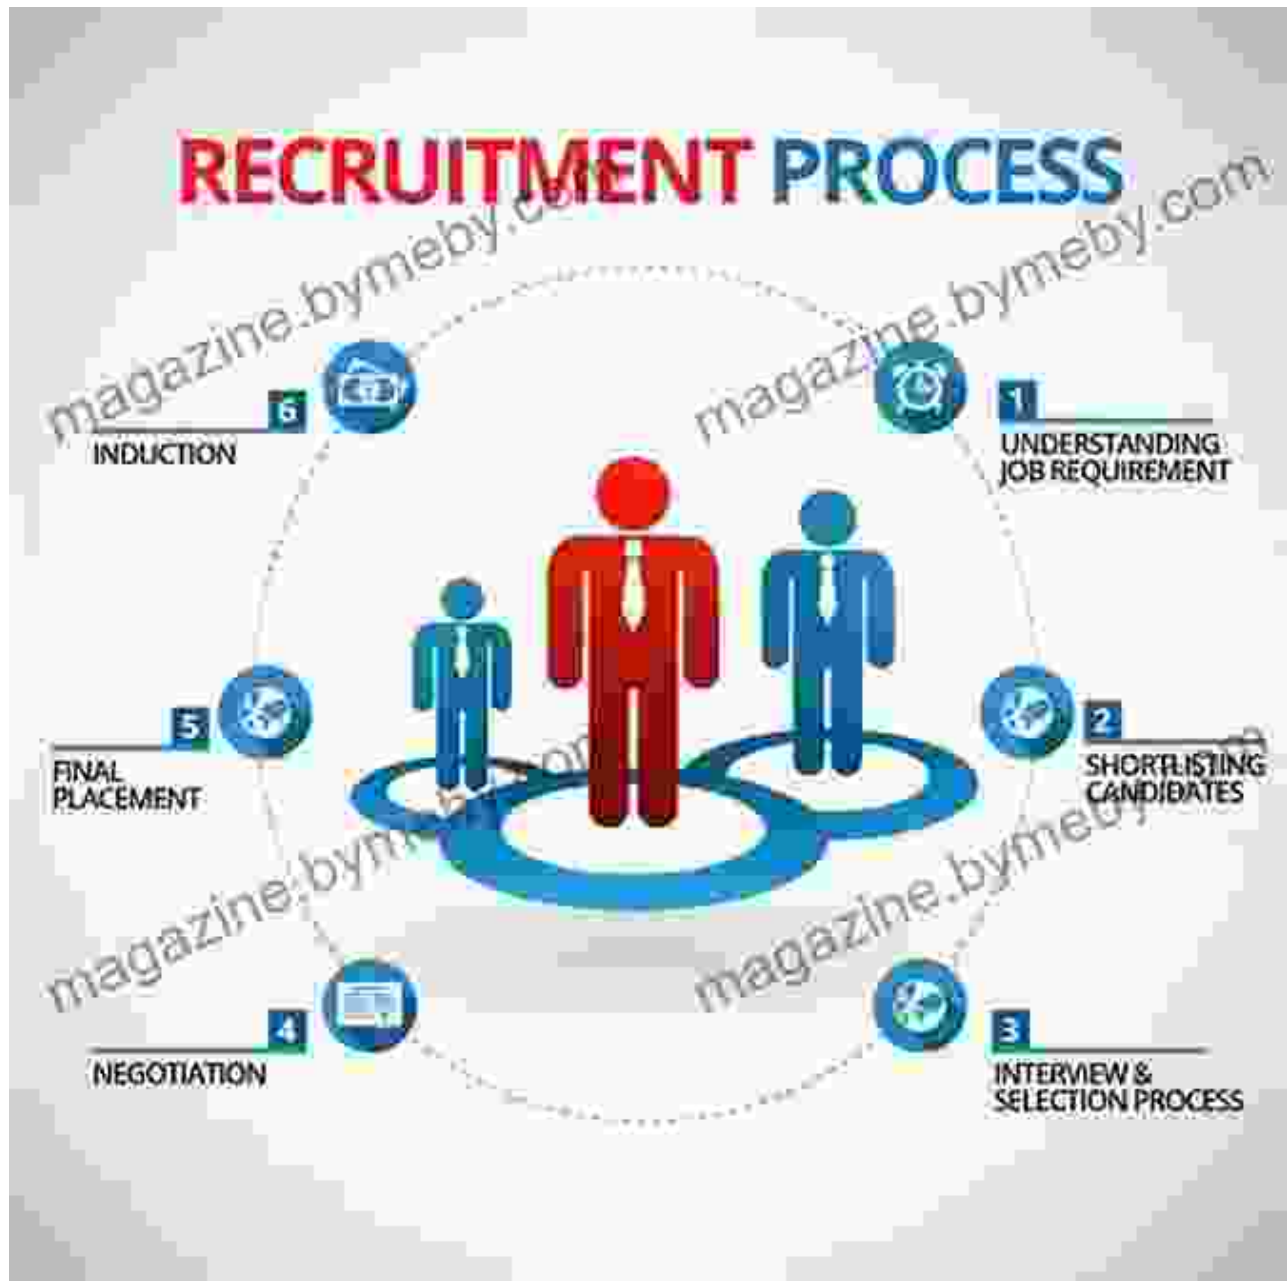 RECRUITMENT PROCESS
magazine.bymeby.com
magazine.bymeby.com
1
UNDERSTANDING
JOB REQUIREMENT
2
SHORTLISTING
CANDIDATES
3
INTERVIEW &
SELECTION PROCESS
4
NEGOTIATION
5
FINAL
PLACEMENT
6
INDUCTION
magazine.bymeby.com
magazine.bymeby.com